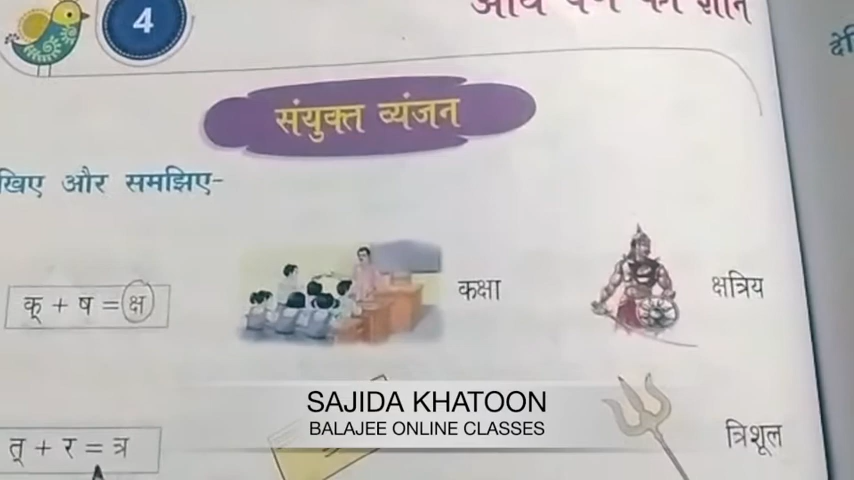 4
संयुक्त व्यंजन
खिए और समझिए-
क् + ष = क्ष
कक्षा
क्षत्रिय
SAJIDA KHATOON
BALAJEE ONLINE CLASSES
त् + र = त्र
त्रिशूल